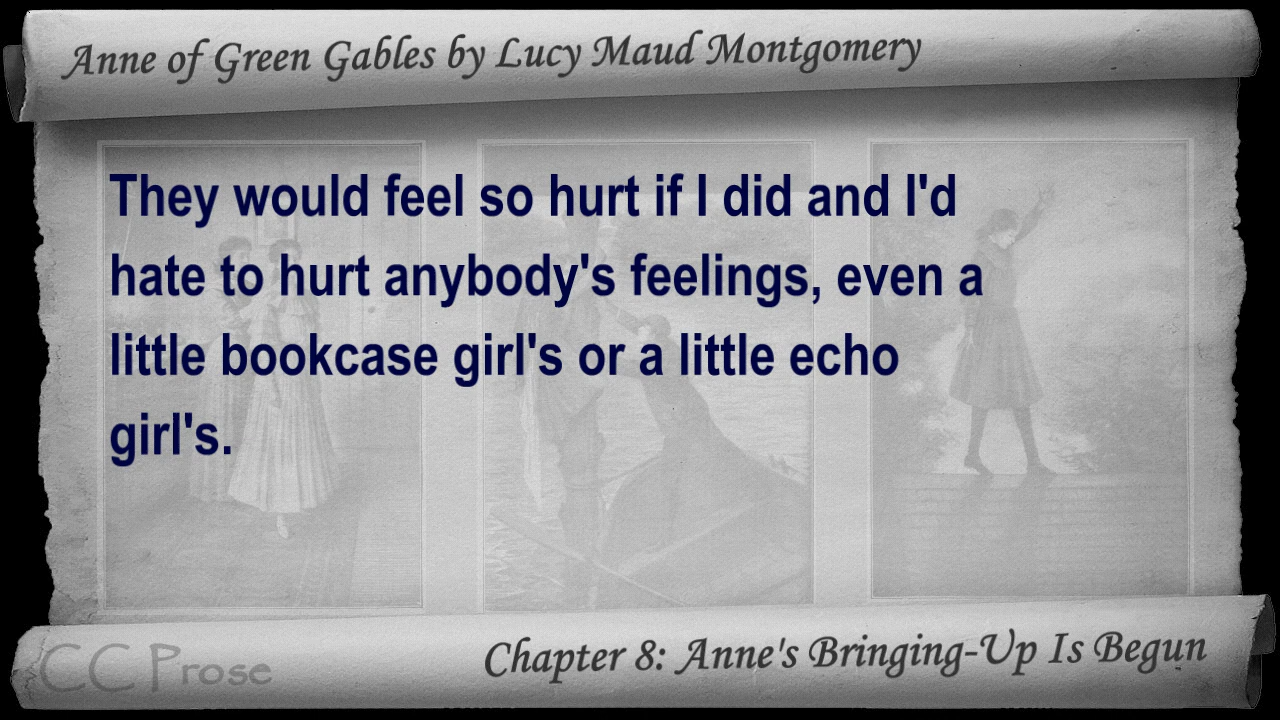 Anne of Green Gables by Lucy Maud Montgomery
They would feel so hurt if I did and I'd
hate to hurt anybody's feelings, even a
little bookcase girl's or a little echo
girl's.
CC Prose
Chapter 8: Anne's Bringing-Up Is Begun